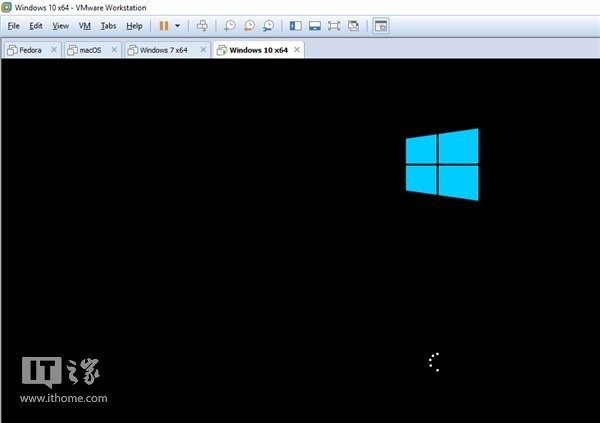 Windows 10 x64 - VMware Workstation
File Edit View VM Tabs Help
Fedora macOS Windows 7 x64 Windows 10 x64
IT之家
www.ithome.com